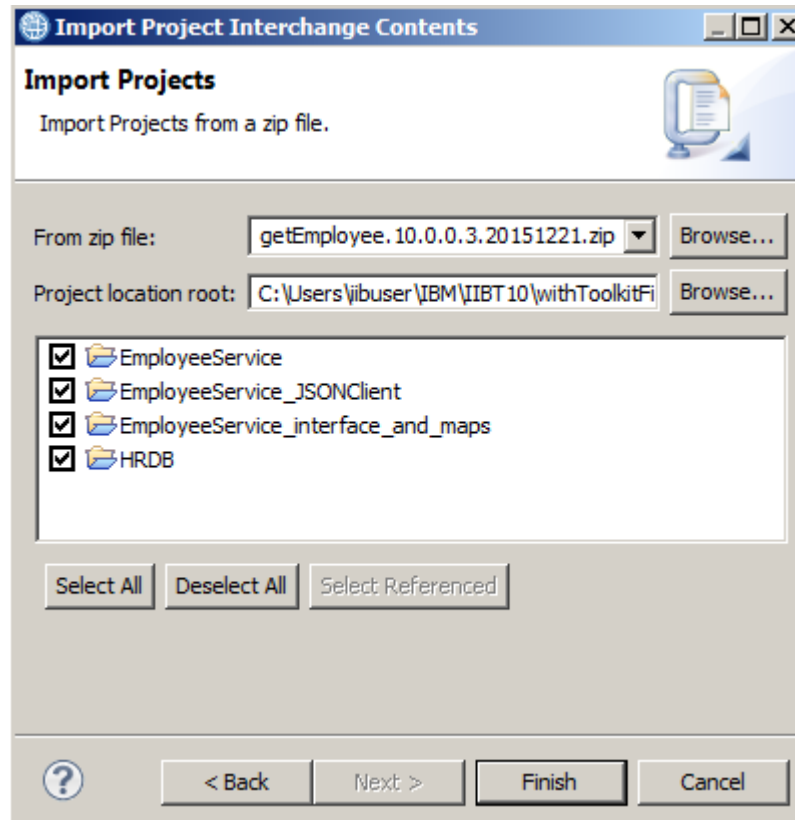 Import Project Interchange Contents
Import Projects
Import Projects from a zip file.
From zip file: getEmployee.10.0.0.3.20151221.zip Browse...
Project location root: C:\Users\iibuser\IBM\IIBT10\withToolkitFi Browse...
EmployeeService
EmployeeService_JSONClient
EmployeeService_interface_and_maps
HRDB
Select All Deselect All Select Referenced
? < Back Next > Finish Cancel